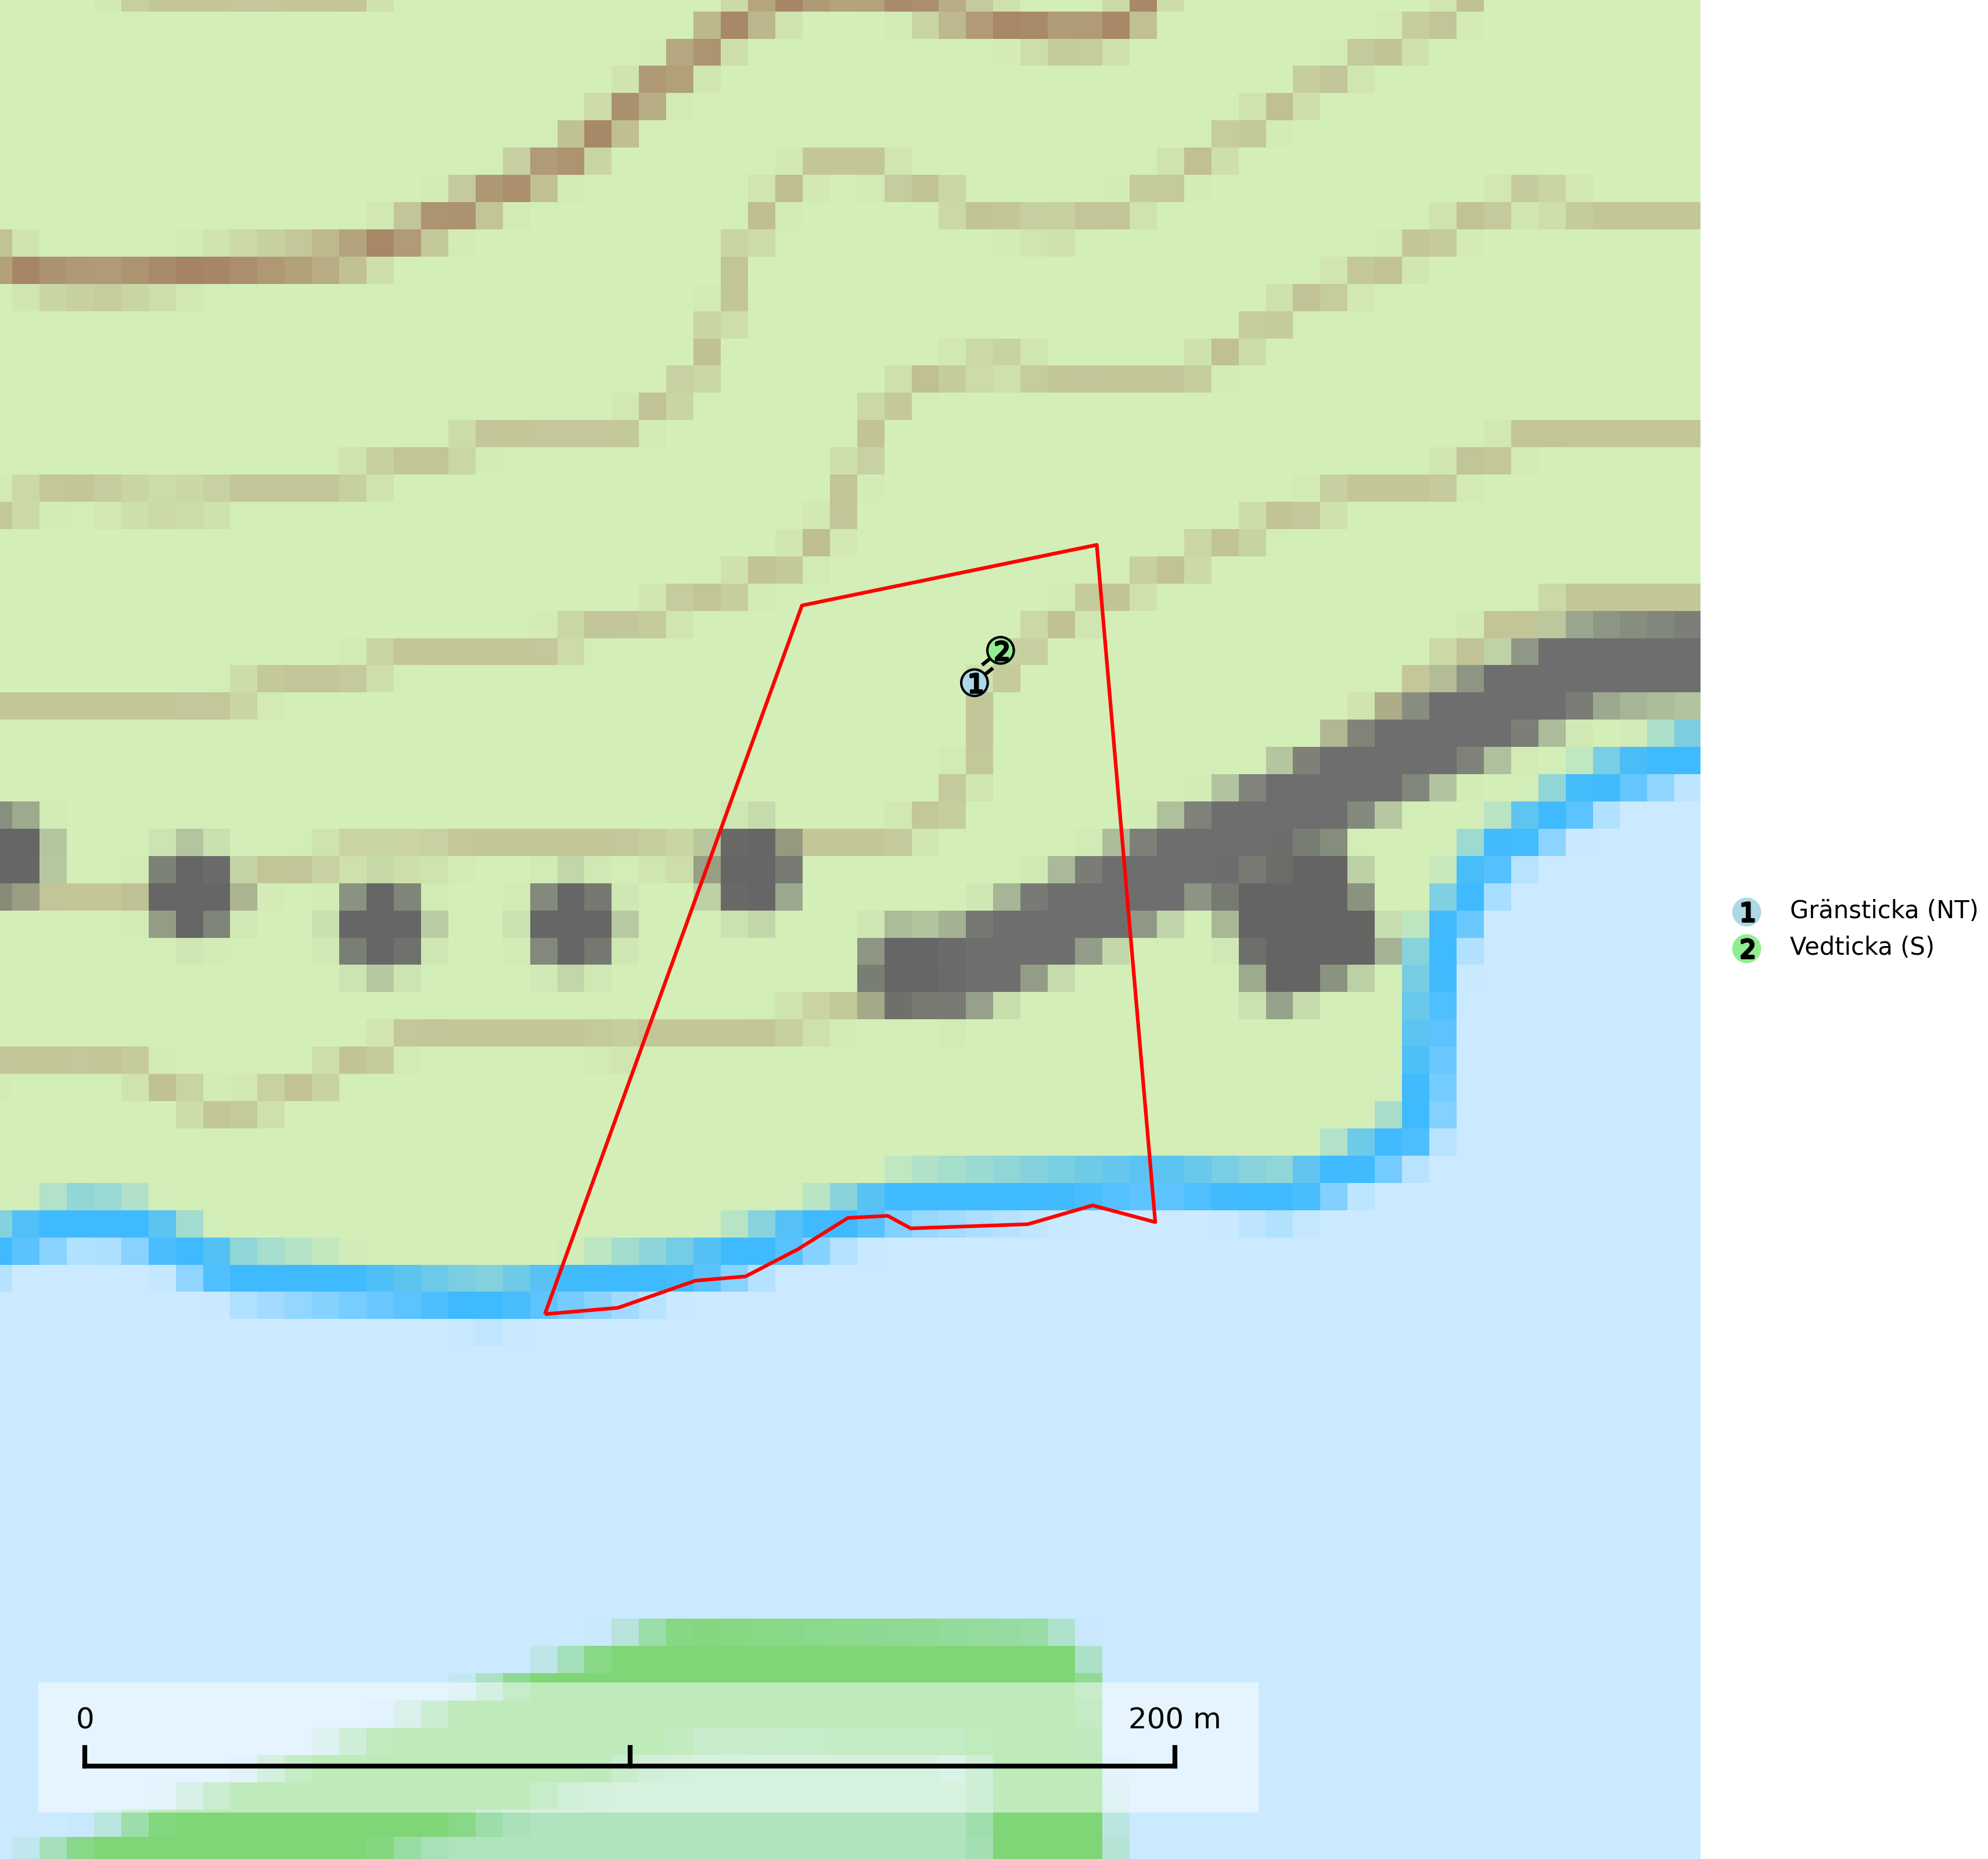 2
1
1 Gränsticka (NT)
2 Vedticka (S)
0 200 m